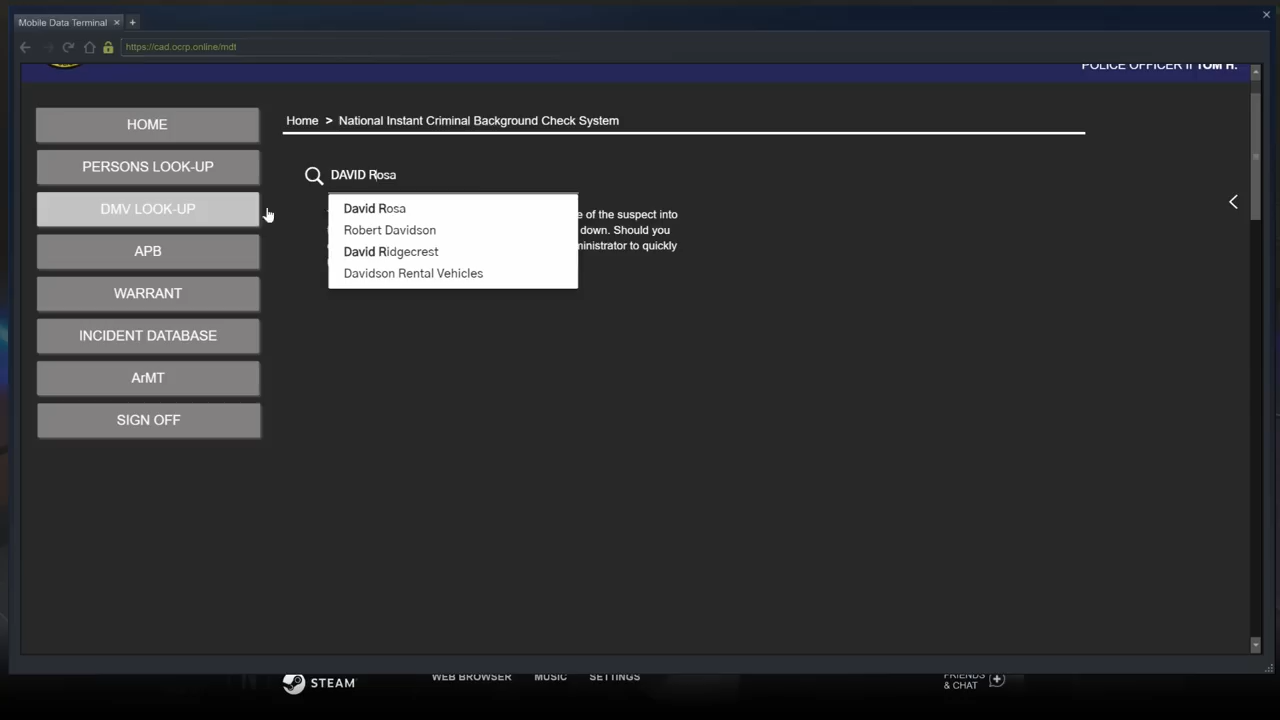 Mobile Data Terminal × +
https://cad.ocrp.online/mdt
POLICE OFFICER II TOM H.
HOME
PERSONS LOOK-UP
DMV LOOK-UP
APB
WARRANT
INCIDENT DATABASE
ArMT
SIGN OFF
Home > National Instant Criminal Background Check System
DAVID Rosa
David Rosa
Robert Davidson
David Ridgecrest
Davidson Rental Vehicles
e of the suspect into
down. Should you
ninistrator to quickly
STEAM
WEB BROWSER
MUSIC
SETTINGS
FRIENDS
& CHAT